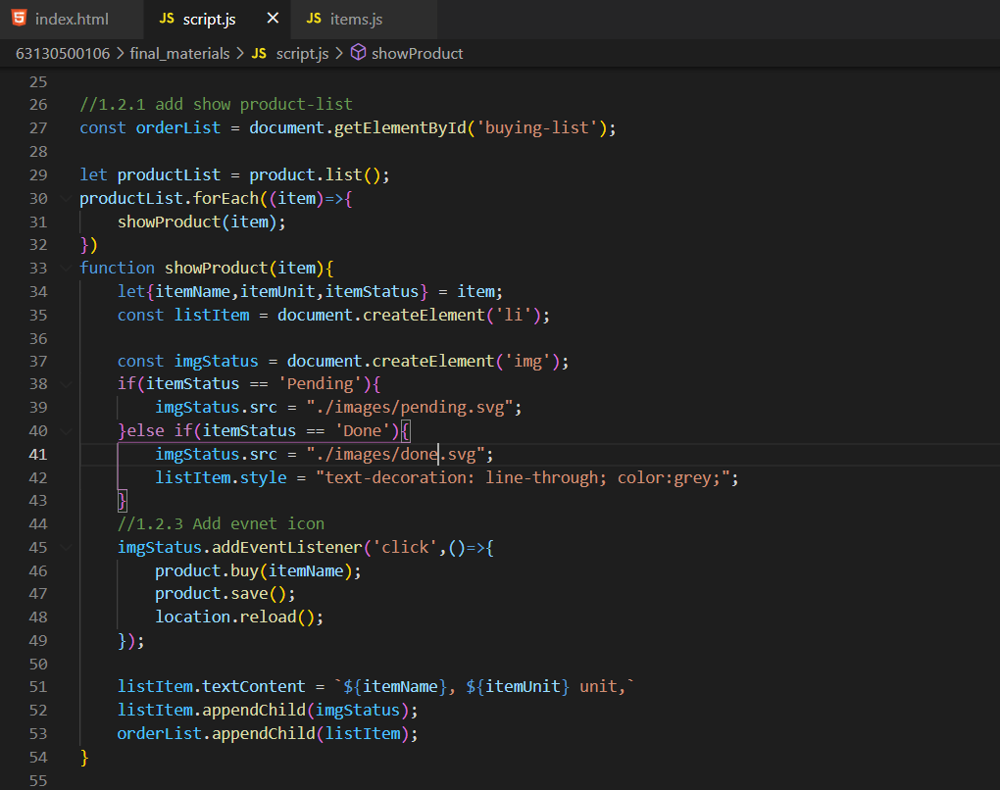 index.html JS script.js × JS items.js
63130500106 > final_materials > JS script.js > showProduct
25
26 //1.2.1 add show product-list
27 const orderList = document.getElementById('buying-list');
28
29 let productList = product.list();
30 productList.forEach((item)=>{
31 showProduct(item);
32 })
33 function showProduct(item){
34 let{itemName,itemUnit,itemStatus} = item;
35 const listItem = document.createElement('li');
36
37 const imgStatus = document.createElement('img');
38 if(itemStatus == 'Pending'){
39 imgStatus.src = "./images/pending.svg";
40 }else if(itemStatus == 'Done'){
41 imgStatus.src = "./images/done.svg";
42 listItem.style = "text-decoration: line-through; color:grey;";
43 }
44 //1.2.3 Add evnet icon
45 imgStatus.addEventListener('click',()=>{
46 product.buy(itemName);
47 product.save();
48 location.reload();
49 });
50
51 listItem.textContent = `${itemName}, ${itemUnit} unit,`
52 listItem.appendChild(imgStatus);
53 orderList.appendChild(listItem);
54 }
55